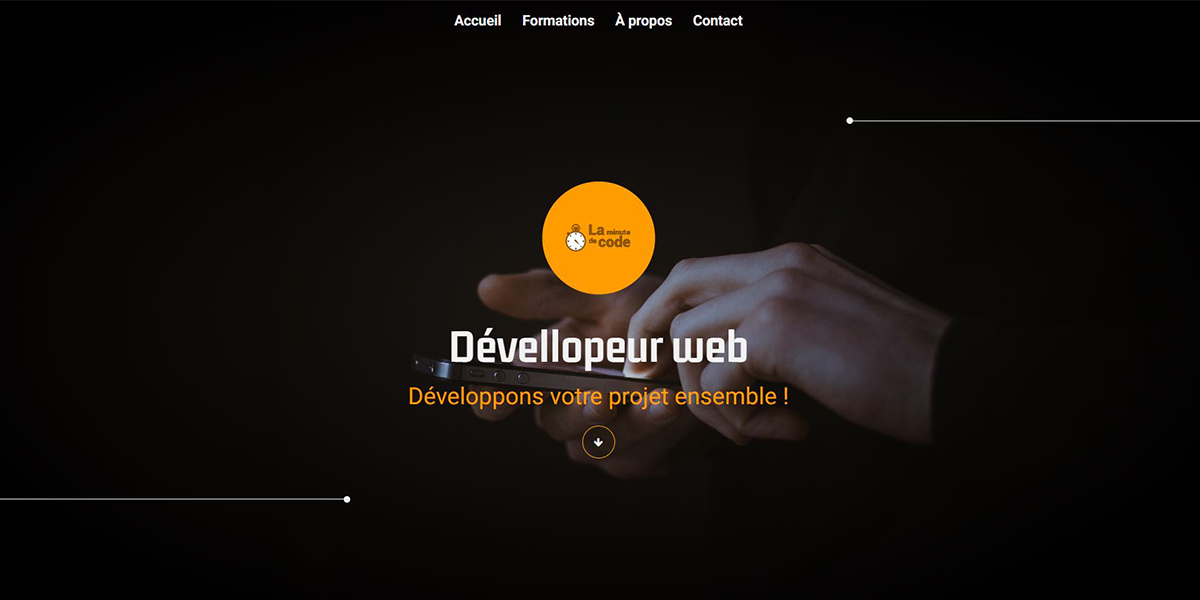 Accueil Formations À propos Contact
La minute
de code
Dévellopeur web
Développons votre projet ensemble !